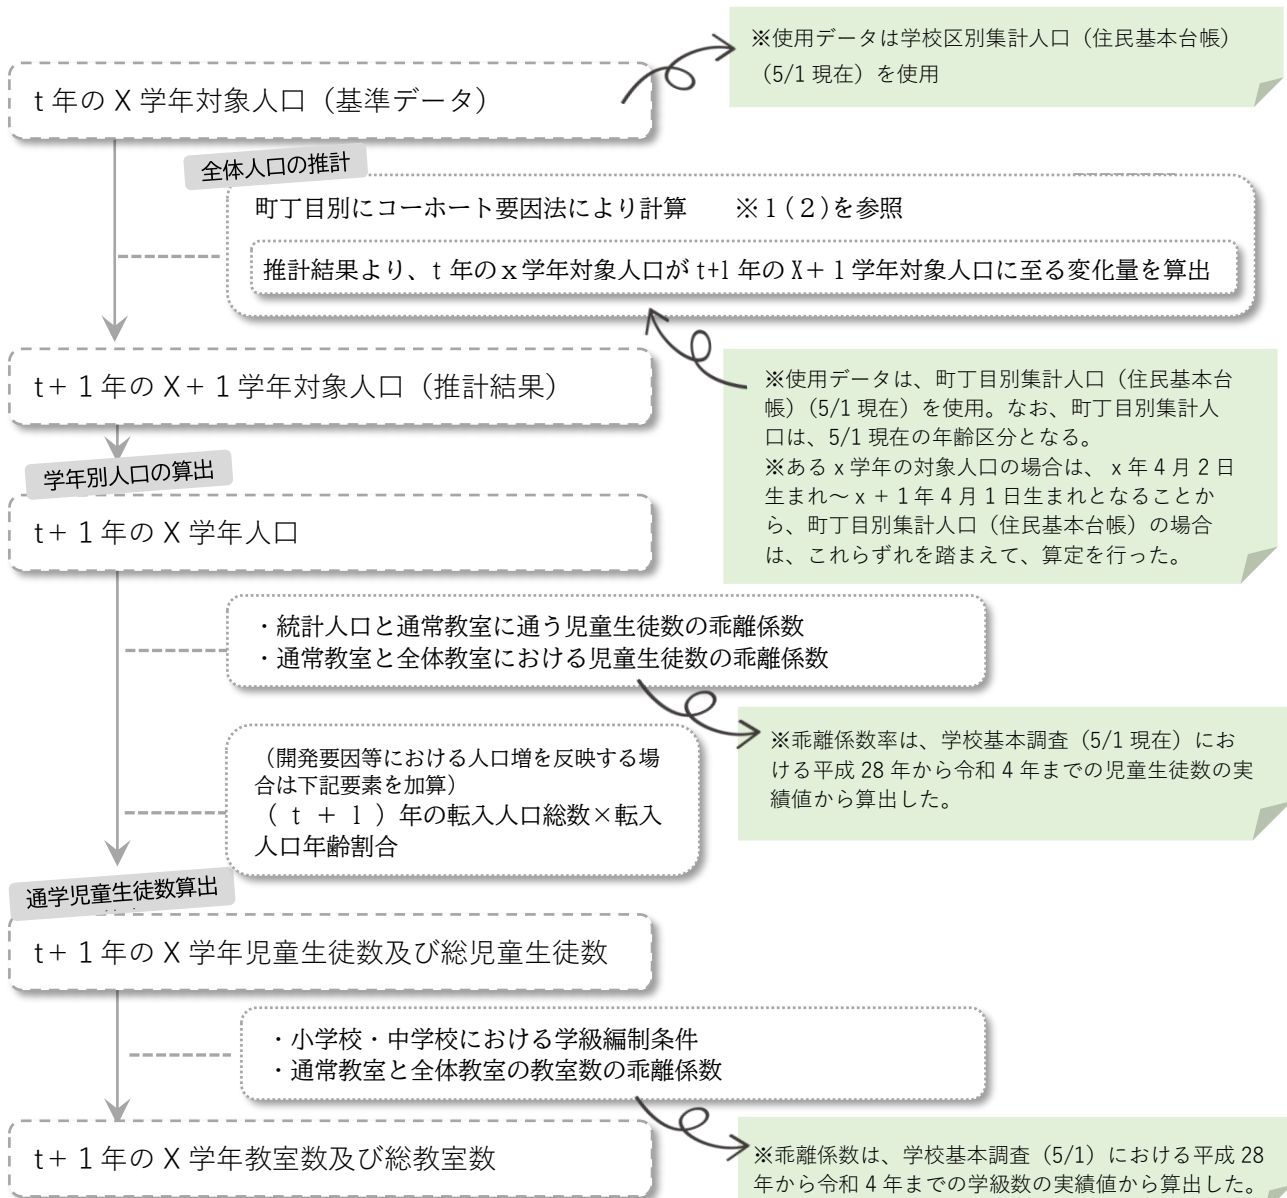 ※使用データは学校区別集計人口（住民基本台帳）
（5/1 現在）を使用
t 年の X 学年対象人口（基準データ）
全体人口の推計
町丁目別にコーホート要因法により計算　※１(２)を参照
推計結果より、t 年のｘ学年対象人口が t+1 年の X＋１学年対象人口に至る変化量を算出
t＋１年の X＋１学年対象人口（推計結果）
※使用データは、町丁目別集計人口（住民基本台
帳）（5/1 現在）を使用。なお、町丁目別集計人
口は、5/1 現在の年齢区分となる。
※ある x 学年の対象人口の場合は、ｘ年４月２日
生まれ～ｘ＋１年４月１日生まれとなることか
ら、町丁目別集計人口（住民基本台帳）の場合
は、これらずれを踏まえて、算定を行った。
学年別人口の算出
t＋１年の X 学年人口
・統計人口と通常教室に通う児童生徒数の乖離係数
・通常教室と全体教室における児童生徒数の乖離係数
※乖離係数率は、学校基本調査（5/1 現在）にお
ける平成 28 年から令和 4 年までの児童生徒数の実
績値から算出した。
（開発要因等における人口増を反映する場
合は下記要素を加算）
（ｔ＋１）年の転入人口総数×転入
人口年齢割合
通学児童生徒数算出
t＋１年の X 学年児童生徒数及び総児童生徒数
・小学校・中学校における学級編制条件
・通常教室と全体教室の教室数の乖離係数
t＋１年の X 学年教室数及び総教室数
※乖離係数は、学校基本調査（5/1）における平成 28
年から令和 4 年までの学級数の実績値から算出した。